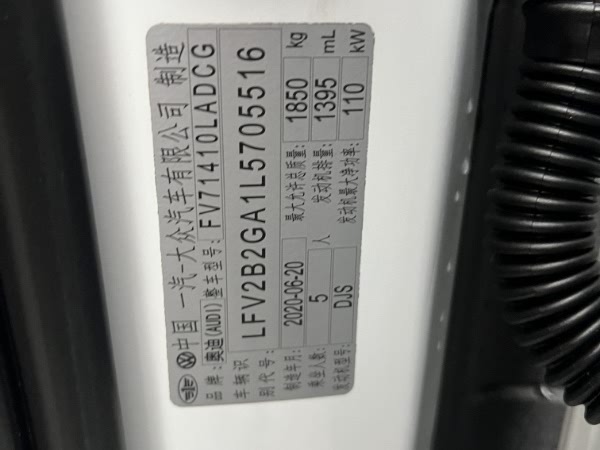 中国 一汽 大众汽车有限公司 制造
品牌：奥迪(AUDI) 整车型号：FV71410LADCG
车辆识别代号：LFV2B2GA1L5705516
制造年月：2020-06-20 最大允许总质量：1850 kg
乘坐人数：5 人 发动机排量：1395 mL
发动机型号：DJS 发动机最大净功率：110 kW